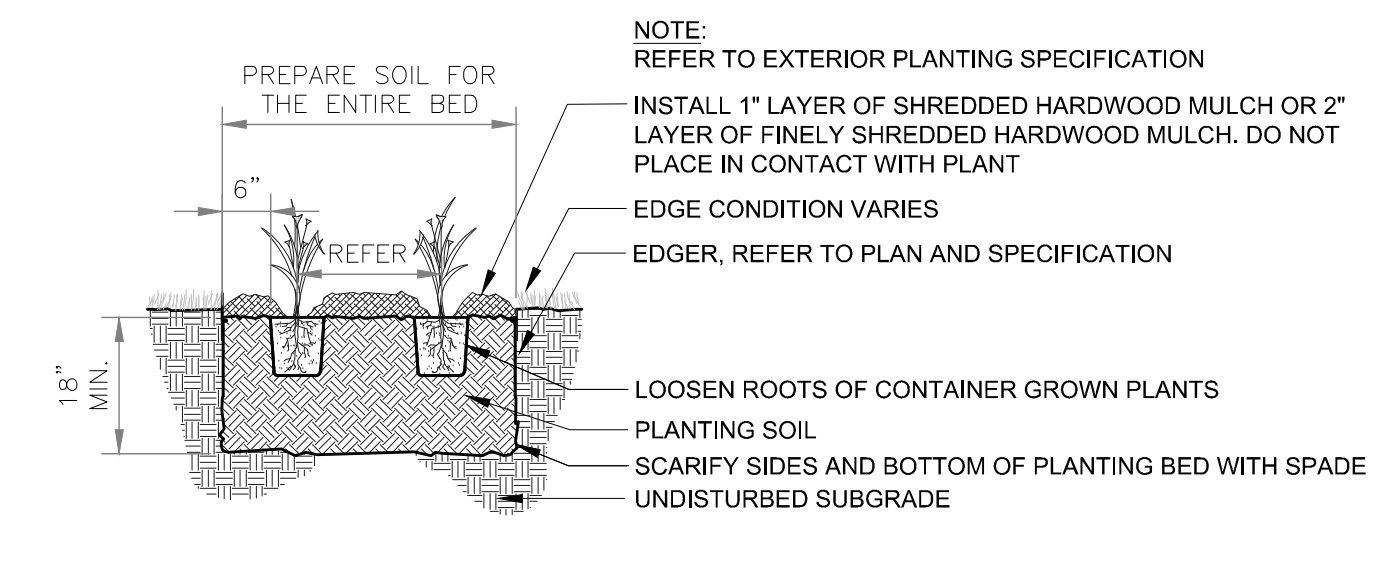 NOTE:
REFER TO EXTERIOR PLANTING SPECIFICATION
PREPARE SOIL FOR
THE ENTIRE BED
INSTALL 1" LAYER OF SHREDDED HARDWOOD MULCH OR 2"
LAYER OF FINELY SHREDDED HARDWOOD MULCH. DO NOT
PLACE IN CONTACT WITH PLANT
6”
EDGE CONDITION VARIES
REFER
EDGER, REFER TO PLAN AND SPECIFICATION
18”
MIN.
LOOSEN ROOTS OF CONTAINER GROWN PLANTS
PLANTING SOIL
SCARIFY SIDES AND BOTTOM OF PLANTING BED WITH SPADE
UNDISTURBED SUBGRADE